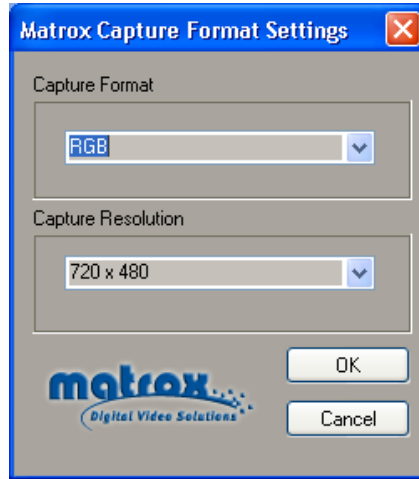 Matrox Capture Format Settings
Capture Format
RGB
Capture Resolution
720 x 480
matrox
Digital Video Solutions
OK
Cancel